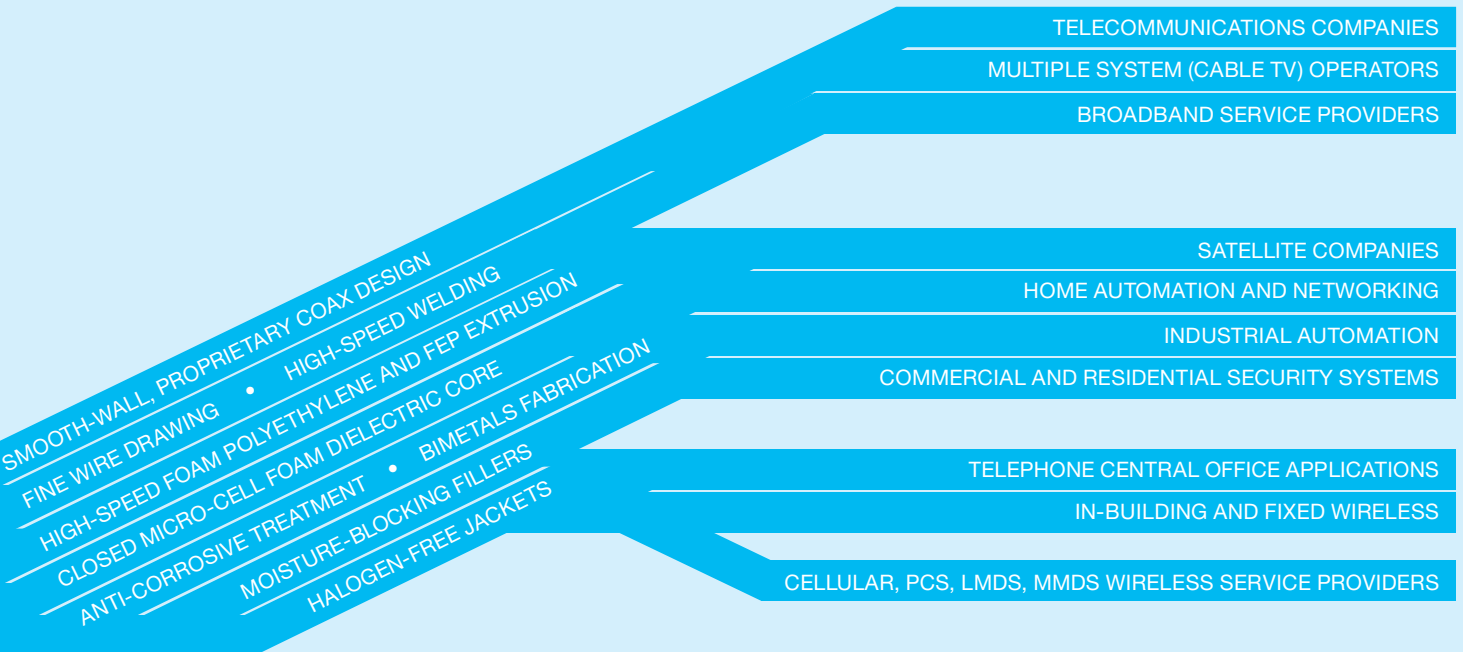 SMOOTH-WALL, PROPRIETARY COAX DESIGN
FINE WIRE DRAWING • HIGH-SPEED WELDING
HIGH-SPEED FOAM POLYETHYLENE AND FEP EXTRUSION
CLOSED MICRO-CELL FOAM DIELECTRIC CORE
ANTI-CORROSIVE TREATMENT • BIMETALS FABRICATION
MOISTURE-BLOCKING FILLERS
HALOGEN-FREE JACKETS
TELECOMMUNICATIONS COMPANIES
MULTIPLE SYSTEM (CABLE TV) OPERATORS
BROADBAND SERVICE PROVIDERS
SATELLITE COMPANIES
HOME AUTOMATION AND NETWORKING
INDUSTRIAL AUTOMATION
COMMERCIAL AND RESIDENTIAL SECURITY SYSTEMS
TELEPHONE CENTRAL OFFICE APPLICATIONS
IN-BUILDING AND FIXED WIRELESS
CELLULAR, PCS, LMDS, MMDS WIRELESS SERVICE PROVIDERS